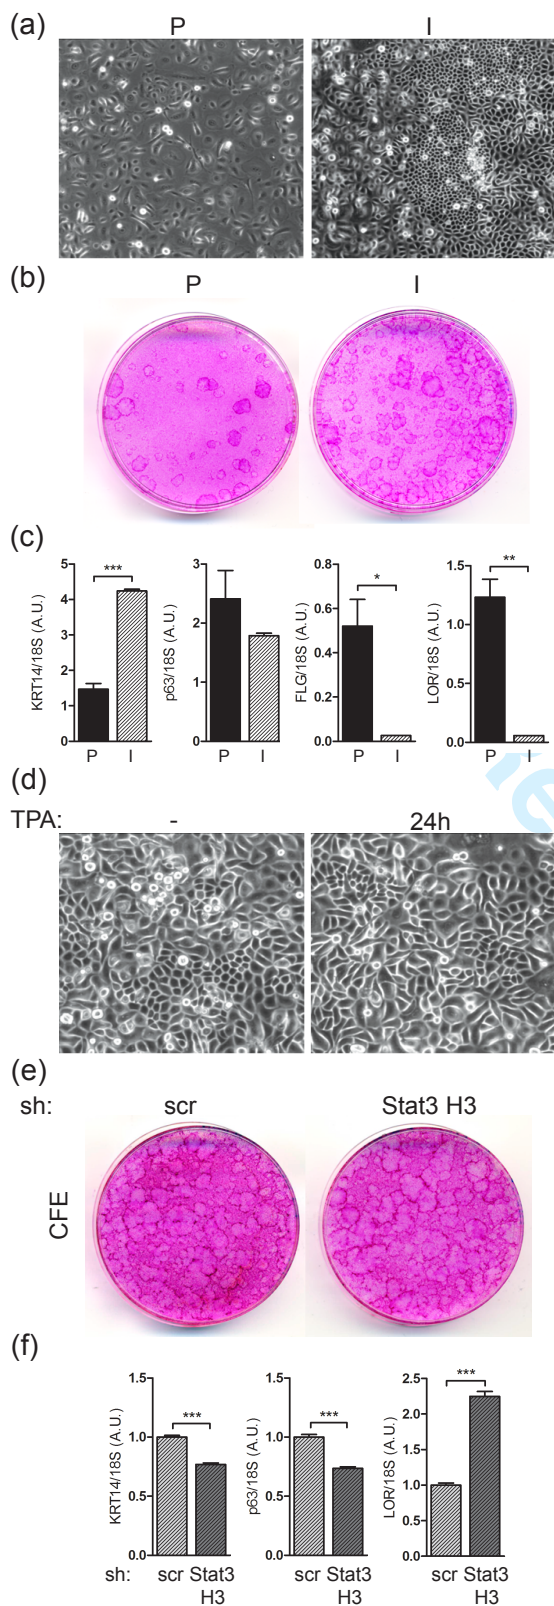 (a)
P I
(b)
P I
(c)
KRT14/18S (A.U.)
5
4
3
2
1
0
***
P I
p63/18S (A.U.)
3
2
1
0
P I
FLG/18S (A.U.)
0.8
0.6
0.4
0.2
0.0
*
P I
LOR/18S (A.U.)
1.5
1.0
0.5
0.0
**
P I
(d)
TPA: - 24h
(e)
sh: scr Stat3 H3
CFE
(f)
KRT14/18S (A.U.)
1.5
1.0
0.5
0.0
***
p63/18S (A.U.)
1.5
1.0
0.5
0.0
***
LOR/18S (A.U.)
2.5
2.0
1.5
1.0
0.5
0.0
***
sh: scr Stat3 scr Stat3 scr Stat3
H3 H3 H3